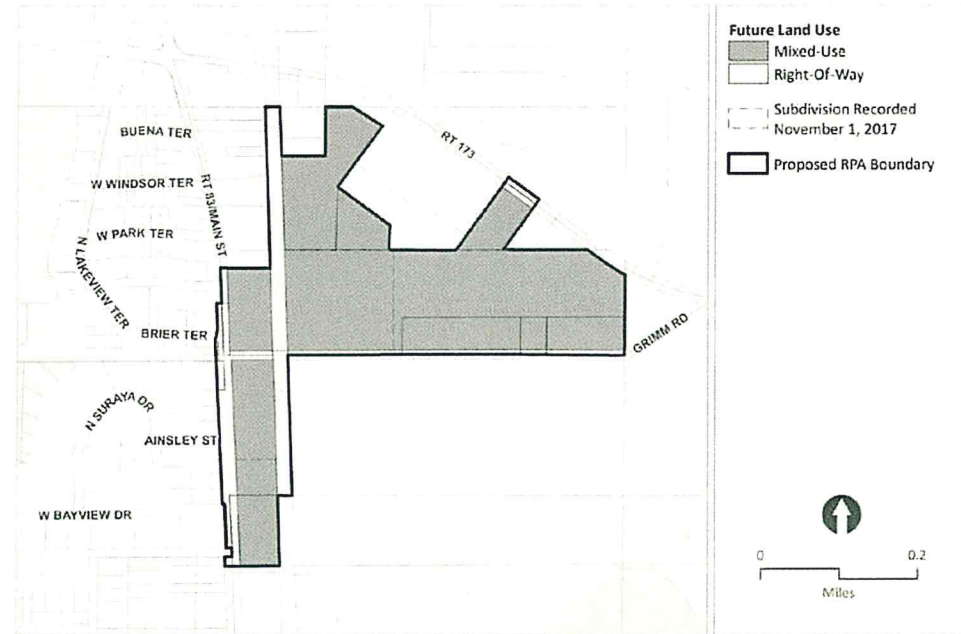 Future Land Use
Mixed-Use
Right-Of-Way
Subdivision Recorded
November 1, 2017
Proposed RPA Boundary
BUENA TER
RT 173
W WINDSOR TER
RT 83/MAIN ST
W PARK TER
N LAKEVIEW TER
BRIER TER
GRIMM RD
N SURAYA DR
AINSLEY ST
W BAYVIEW DR
0
0.2
Miles